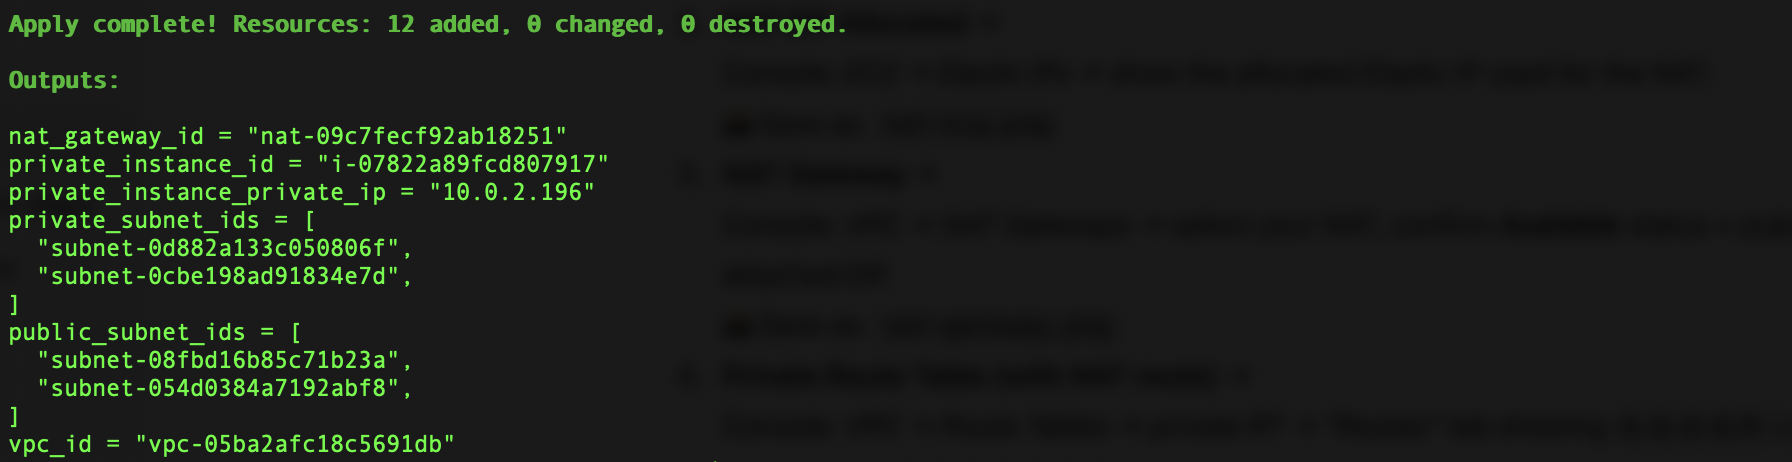 Apply complete! Resources: 12 added, 0 changed, 0 destroyed.
Outputs:
nat_gateway_id = "nat-09c7fecf92ab18251"
private_instance_id = "i-07822a89fcd807917"
private_instance_private_ip = "10.0.2.196"
private_subnet_ids = [
  "subnet-0d882a133c050806f",
  "subnet-0cbe198ad91834e7d",
]
public_subnet_ids = [
  "subnet-08fbd16b85c71b23a",
  "subnet-054d0384a7192abf8",
]
vpc_id = "vpc-05ba2afc18c5691db"